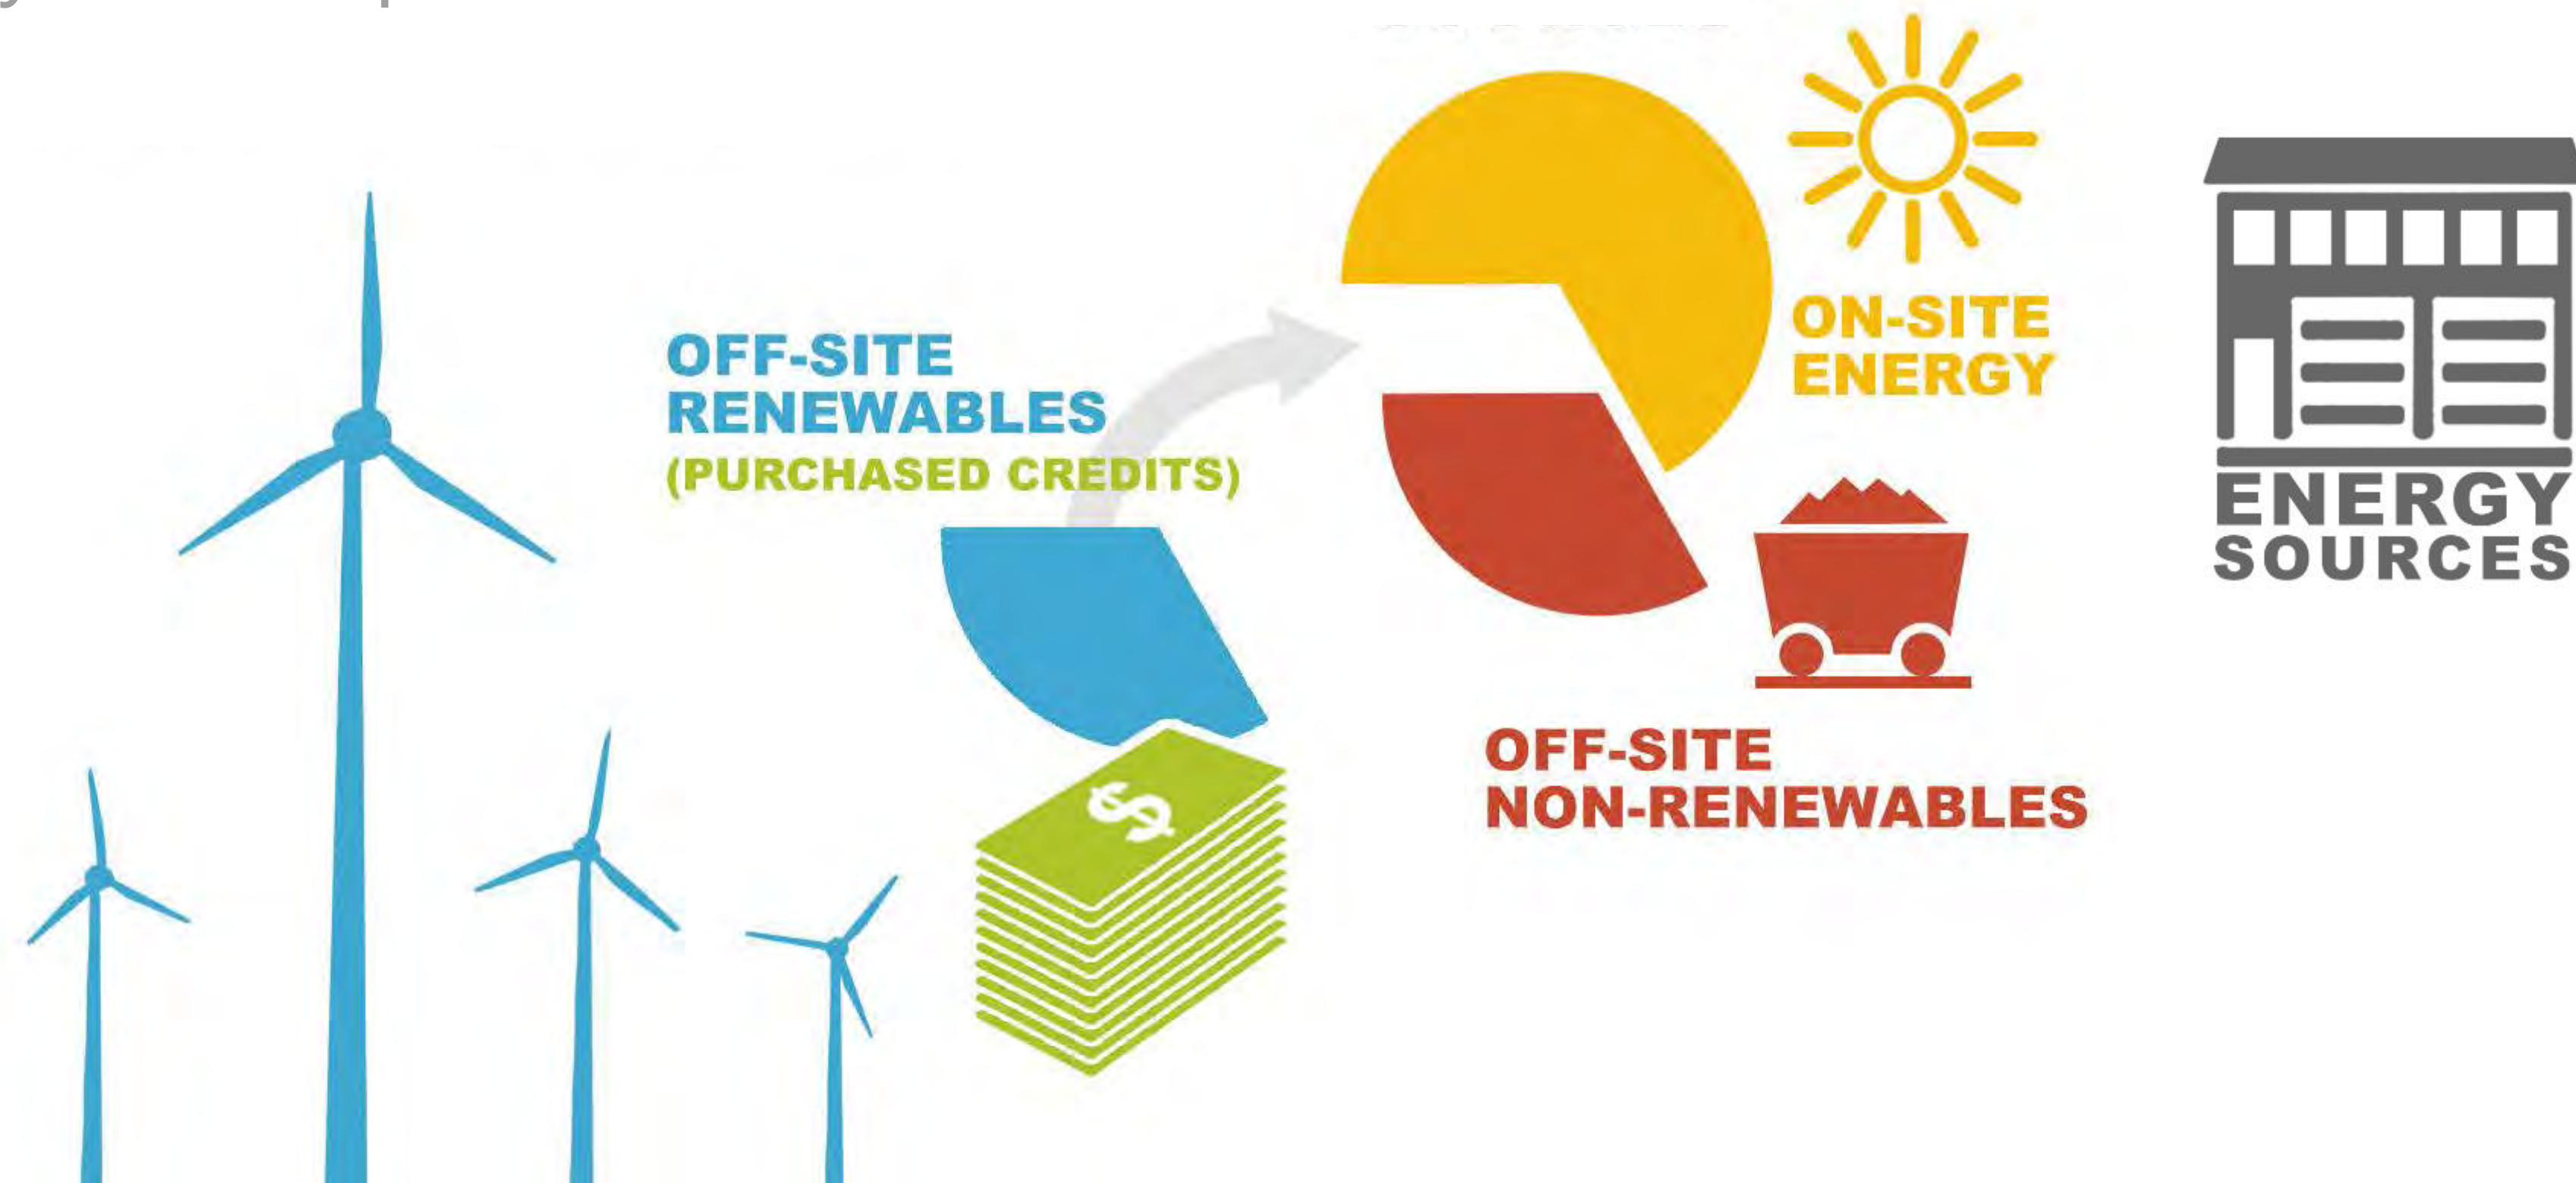 OFF-SITE
RENEWABLES
(PURCHASED CREDITS)
$
ON-SITE
ENERGY
OFF-SITE
NON-RENEWABLES
ENERGY
SOURCES